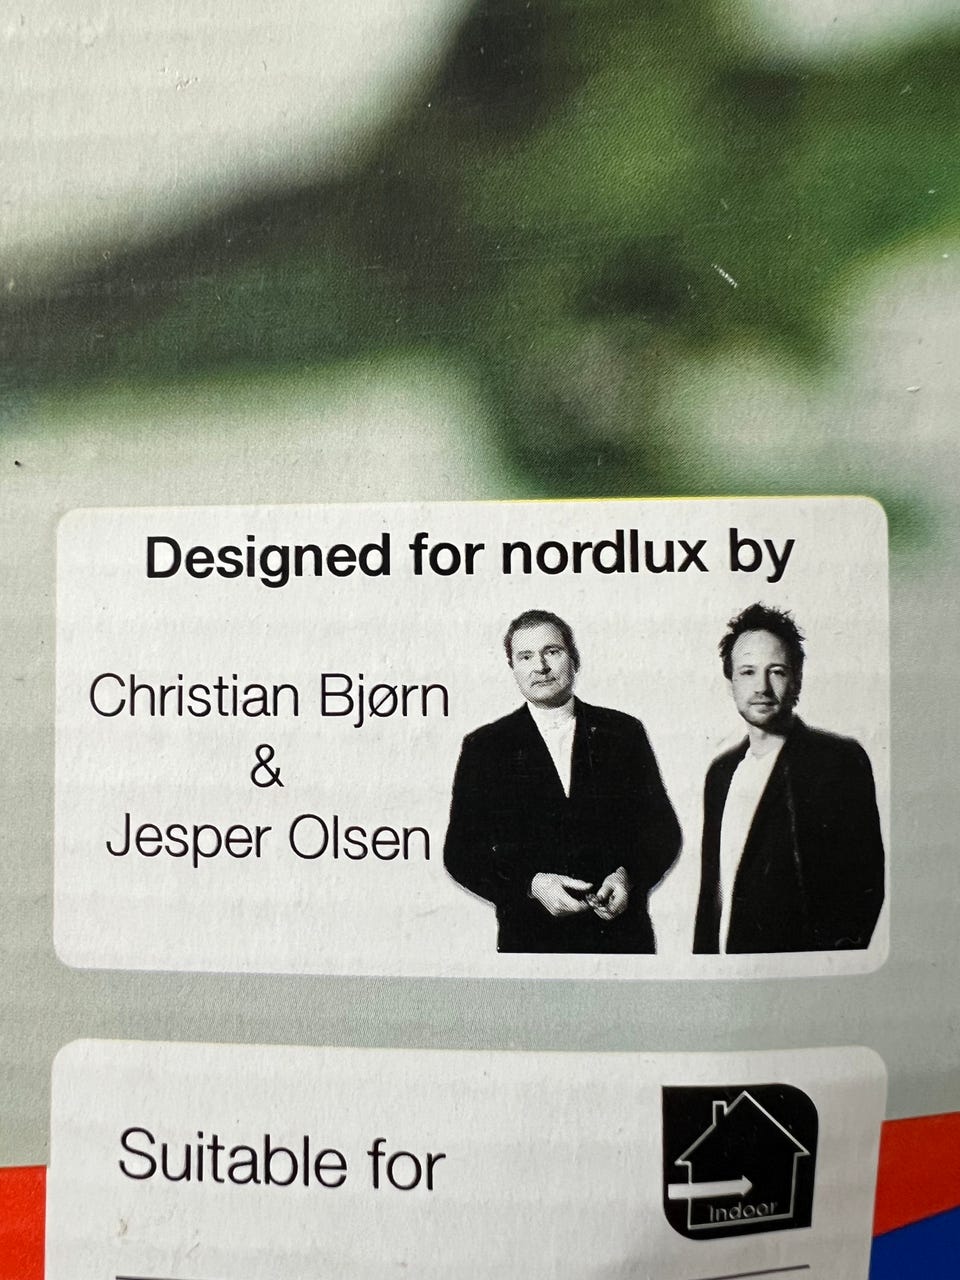 Designed for nordlux by
Christian Bjørn
&
Jesper Olsen
Suitable for
Indoor